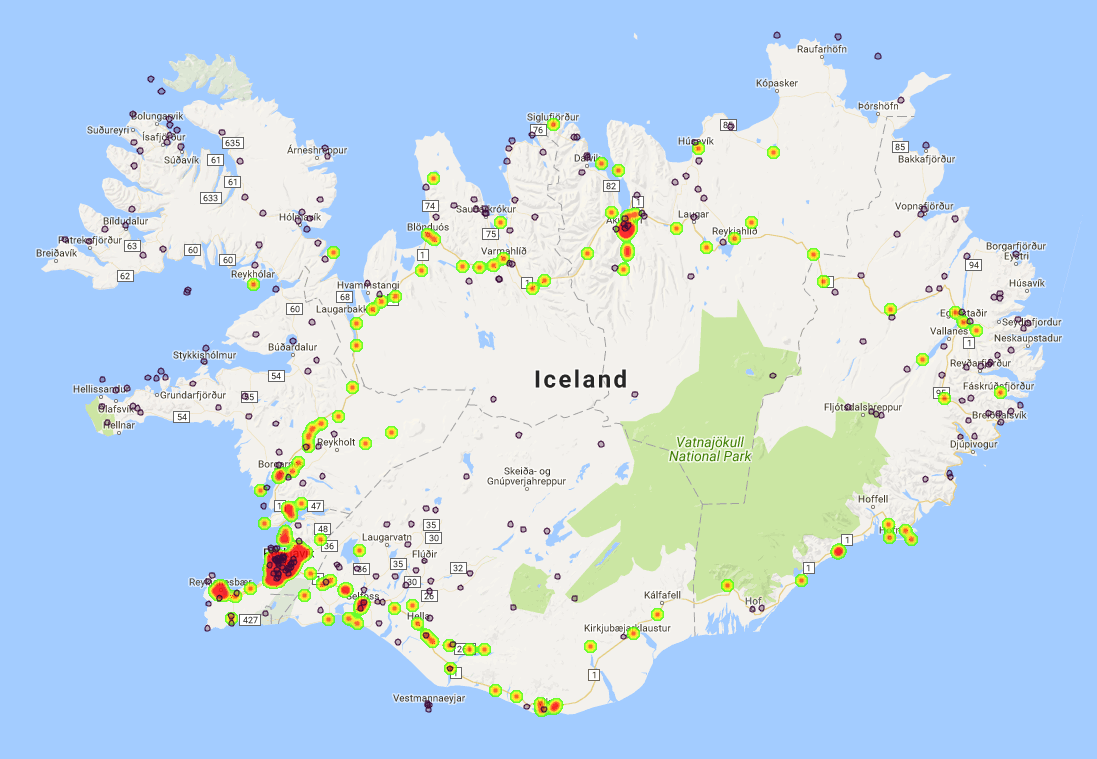 Raufarhöfn
Kópasker
Þórshöfn
Bolungarvík
Suðureyri
Ísafjörður
Súðavík
635
61
61
633
Árneshreppur
Siglufjörður
76
Dalvík
82
85
Húsavík
85
Bakkafjörður
Vopnafjörður
Bíldudalur
Patreksfjörður
Breiðavík
63
62
60
60
Hólmavík
Reykhólar
74
Blönduós
Sauðárkrókur
75
Varmahlíð
1
1
1
Laugar
Reykjahlíð
Borgarfjörður
Eystri
94
Húsavík
Hvammstangi
68
Laugarbakki
60
Búðardalur
Stykkishólmur
54
Grundarfjörður
54
Hellissandur
Ólafsvík
Hellnar
Egilsstaðir
Vallanes
1
Seyðisfjörður
Neskaupstaður
Reyðarfjörður
Fáskrúðsfjörður
95
Breiðdalsvík
Fljótsdalshreppur
Djúpivogur
Iceland
Vatnajökull
National Park
Reykholt
Skeiða- og
Gnúpverjahreppur
47
48
36
Laugarvatn
35
30
Flúðir
35
32
30
26
36
427
Selfoss
Hella
Hoffell
1
1
Hof
Kálfafell
Kirkjubæjarklaustur
1
1
Vestmannaeyjar